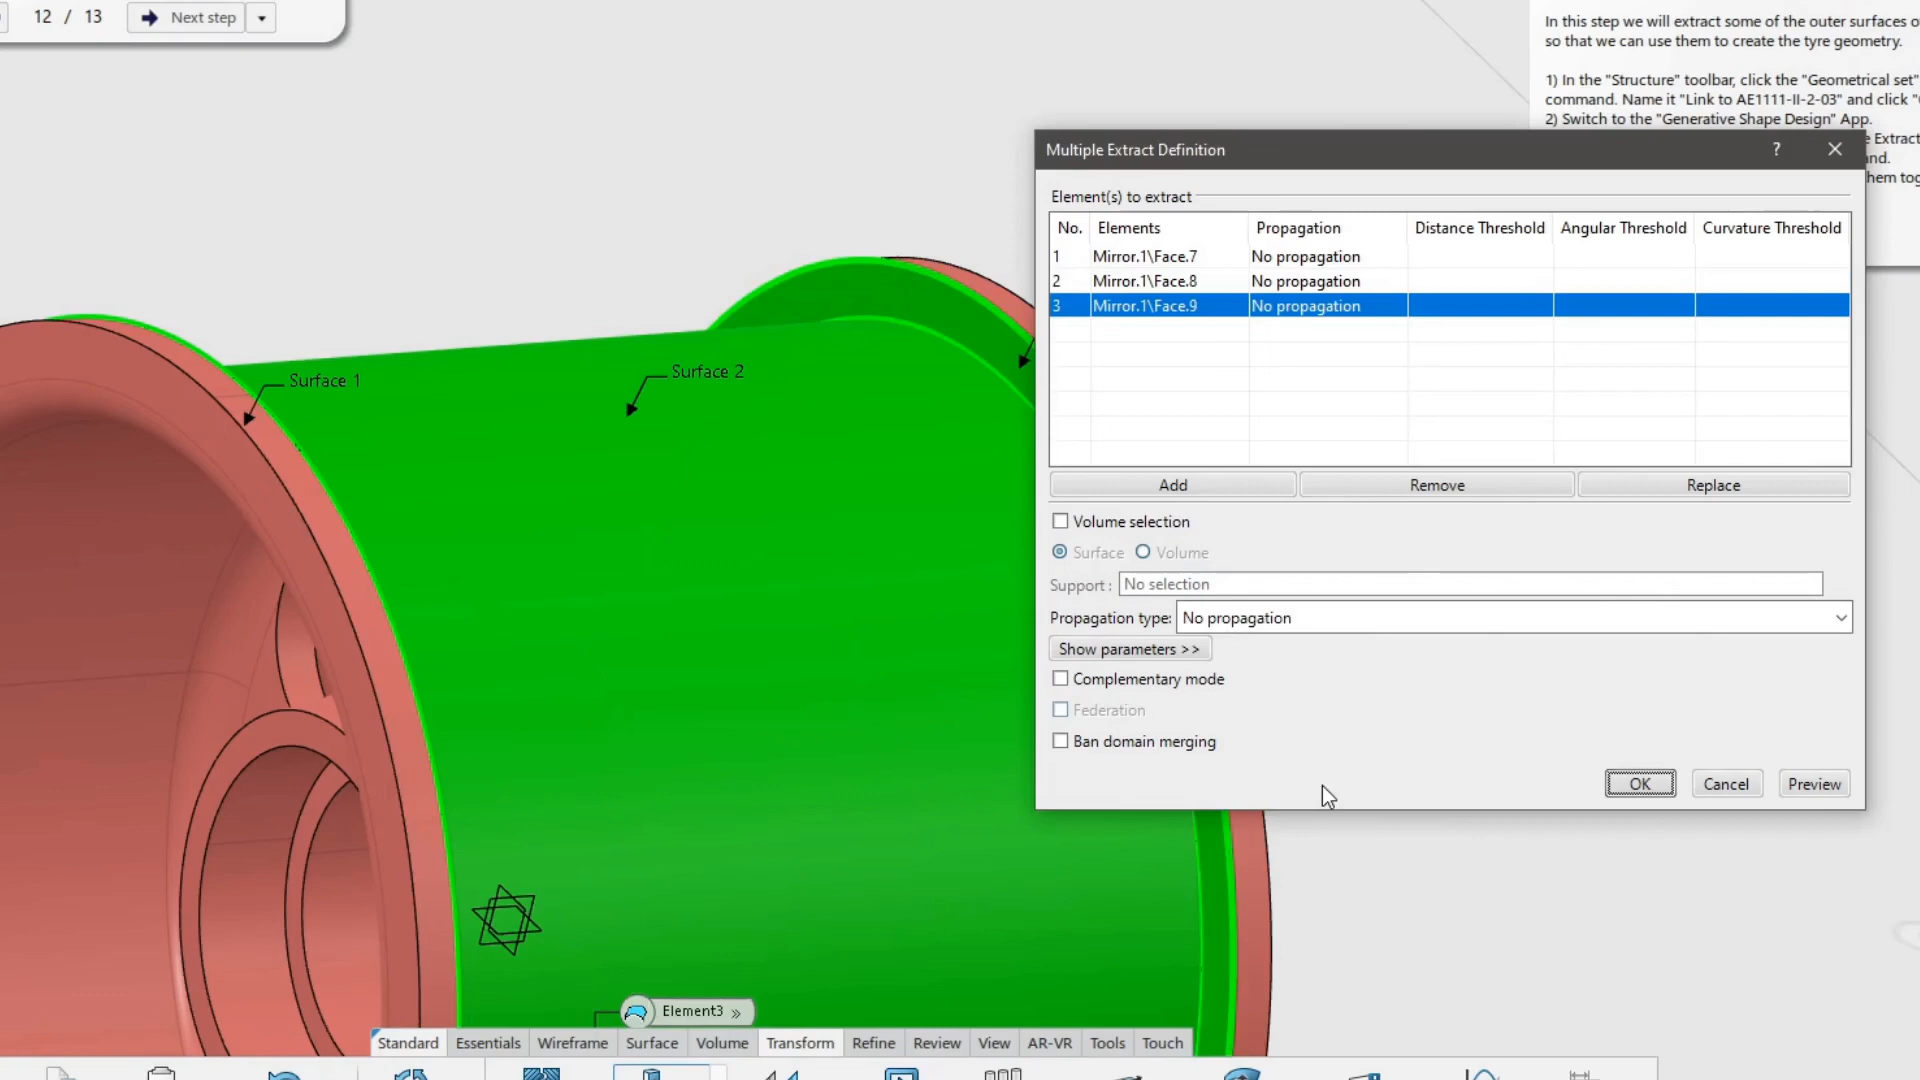 12 / 13
Next step
In this step we will extract some of the outer surfaces
so that we can use them to create the tyre geometry.
1) In the "Structure" toolbar, click the "Geometrical set"
command. Name it "Link to AE1111-II-2-03" and click
2) Switch to the "Generative Shape Design" App.
Extract
Multiple Extract Definition
?
Element(s) to extract
No. Elements Propagation Distance Threshold Angular Threshold Curvature Threshold
1 Mirror.1\Face.7 No propagation
2 Mirror.1\Face.8 No propagation
3 Mirror.1\Face.9 No propagation
Add Remove Replace
Volume selection
Surface Volume
Support : No selection
Propagation type: No propagation
Show parameters >>
Complementary mode
Federation
Ban domain merging
OK Cancel Preview
Surface 1
Surface 2
Element3 »
Standard Essentials Wireframe Surface Volume Transform Refine Review View AR-VR Tools Touch